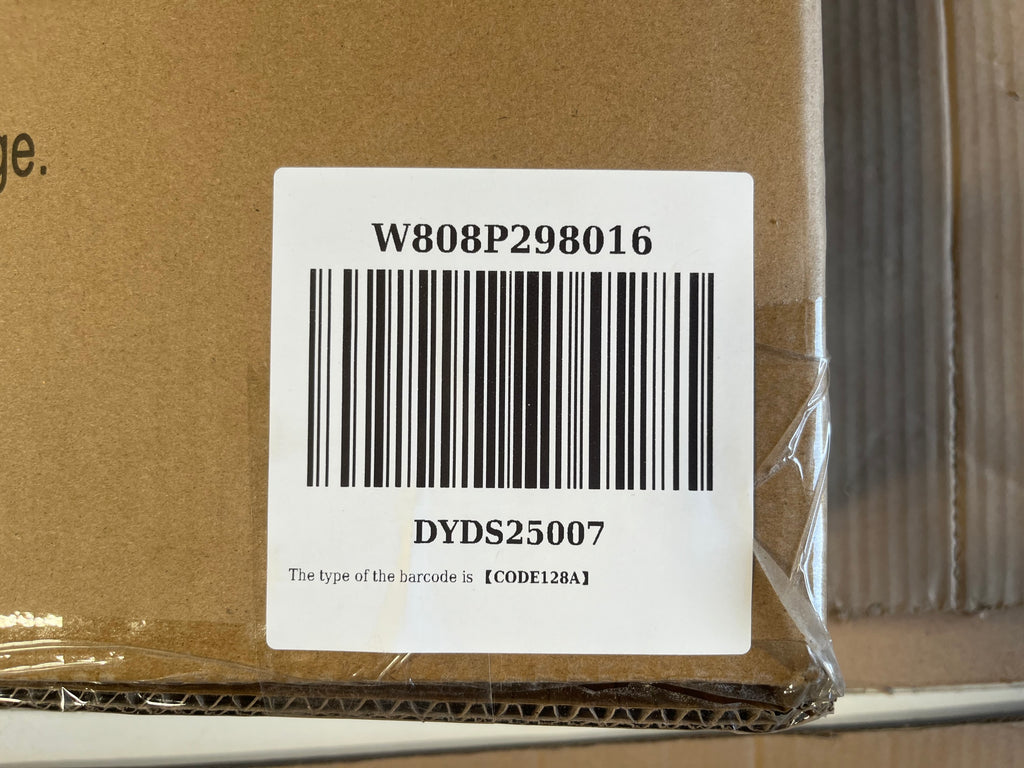 ge.
W808P298016
DYDS25007
The type of the barcode is 【CODE128A】